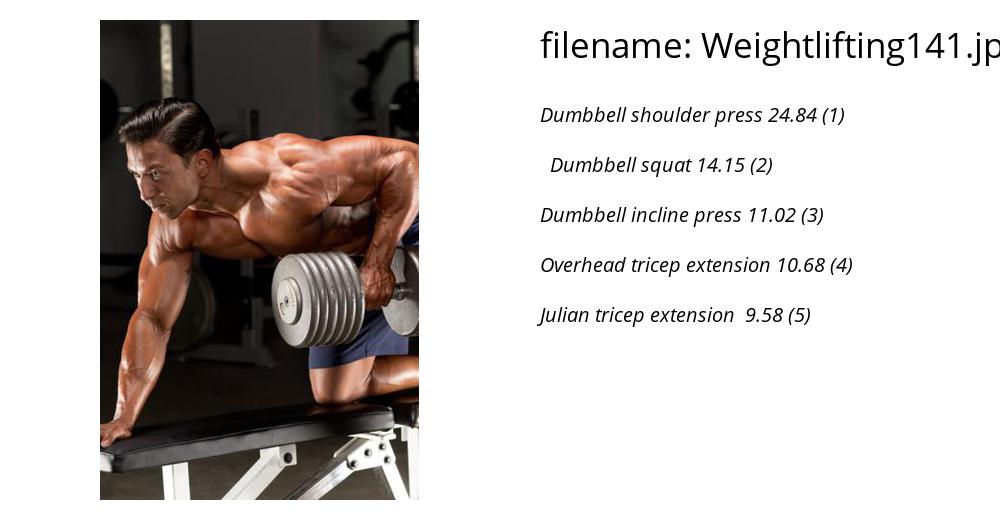 filename: Weightlifting141.jp
Dumbbell shoulder press 24.84 (1)
Dumbbell squat 14.15 (2)
Dumbbell incline press 11.02 (3)
Overhead tricep extension 10.68 (4)
Julian tricep extension 9.58 (5)